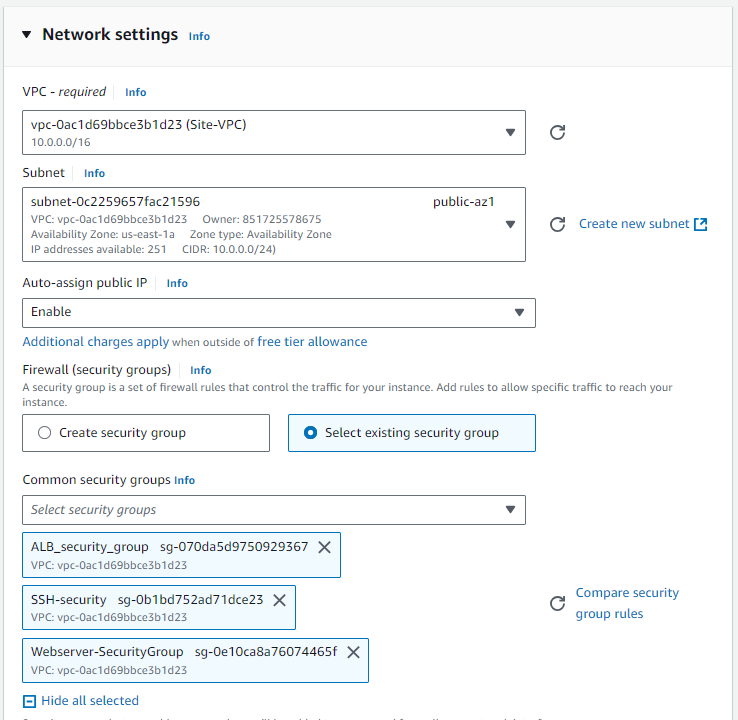 Network settings Info
VPC - required Info
vpc-0ac1d69bbce3b1d23 (Site-VPC)
10.0.0.0/16
Subnet Info
subnet-0c2259657fac21596 public-az1
VPC: vpc-0ac1d69bbce3b1d23 Owner: 851725578675
Availability Zone: us-east-1a Zone type: Availability Zone
IP addresses available: 251 CIDR: 10.0.0.0/24)
Create new subnet
Auto-assign public IP Info
Enable
Additional charges apply when outside of free tier allowance
Firewall (security groups) Info
A security group is a set of firewall rules that control the traffic for your instance. Add rules to allow specific traffic to reach your
instance.
Create security group
Select existing security group
Common security groups Info
Select security groups
ALB_security_group sg-070da5d9750929367
VPC: vpc-0ac1d69bbce3b1d23
SSH-security sg-0b1bd752ad71dce23
VPC: vpc-0ac1d69bbce3b1d23
Compare security
group rules
Webserver-SecurityGroup sg-0e10ca8a76074465f
VPC: vpc-0ac1d69bbce3b1d23
Hide all selected